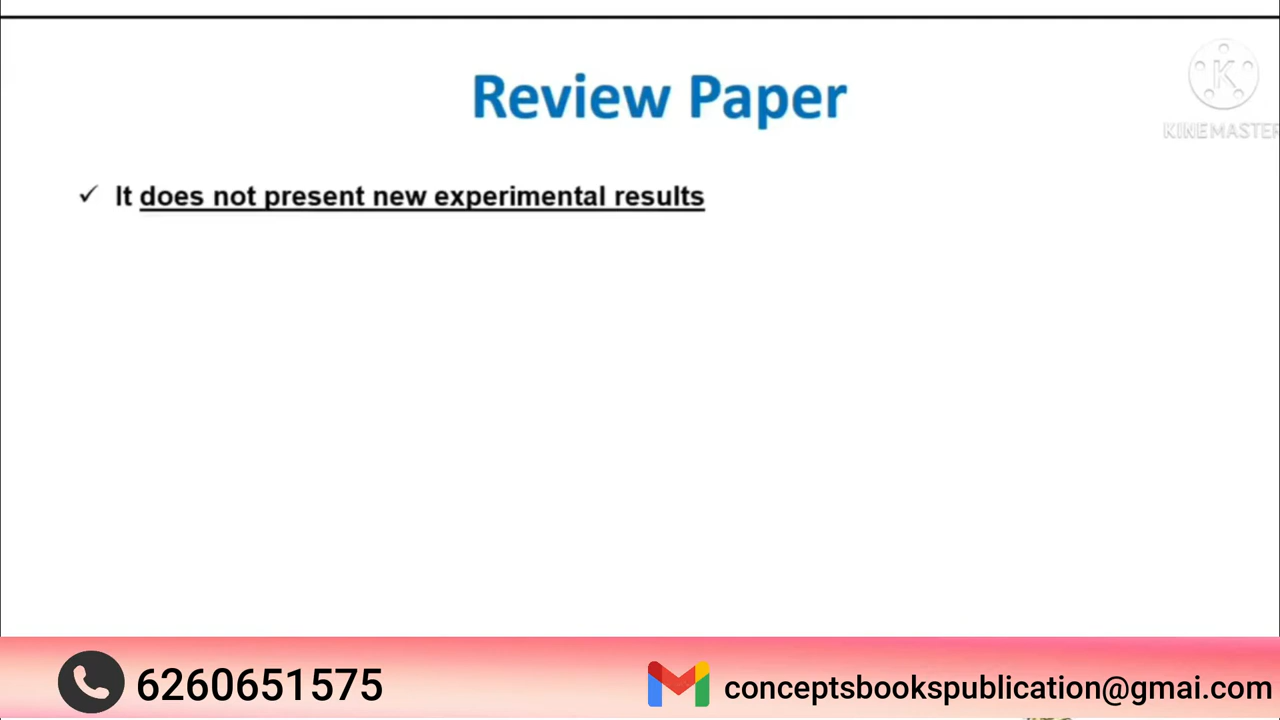 Review Paper
KINEMASTER
✓ It does not present new experimental results
6260651575
conceptsbookspublication@gmai.com